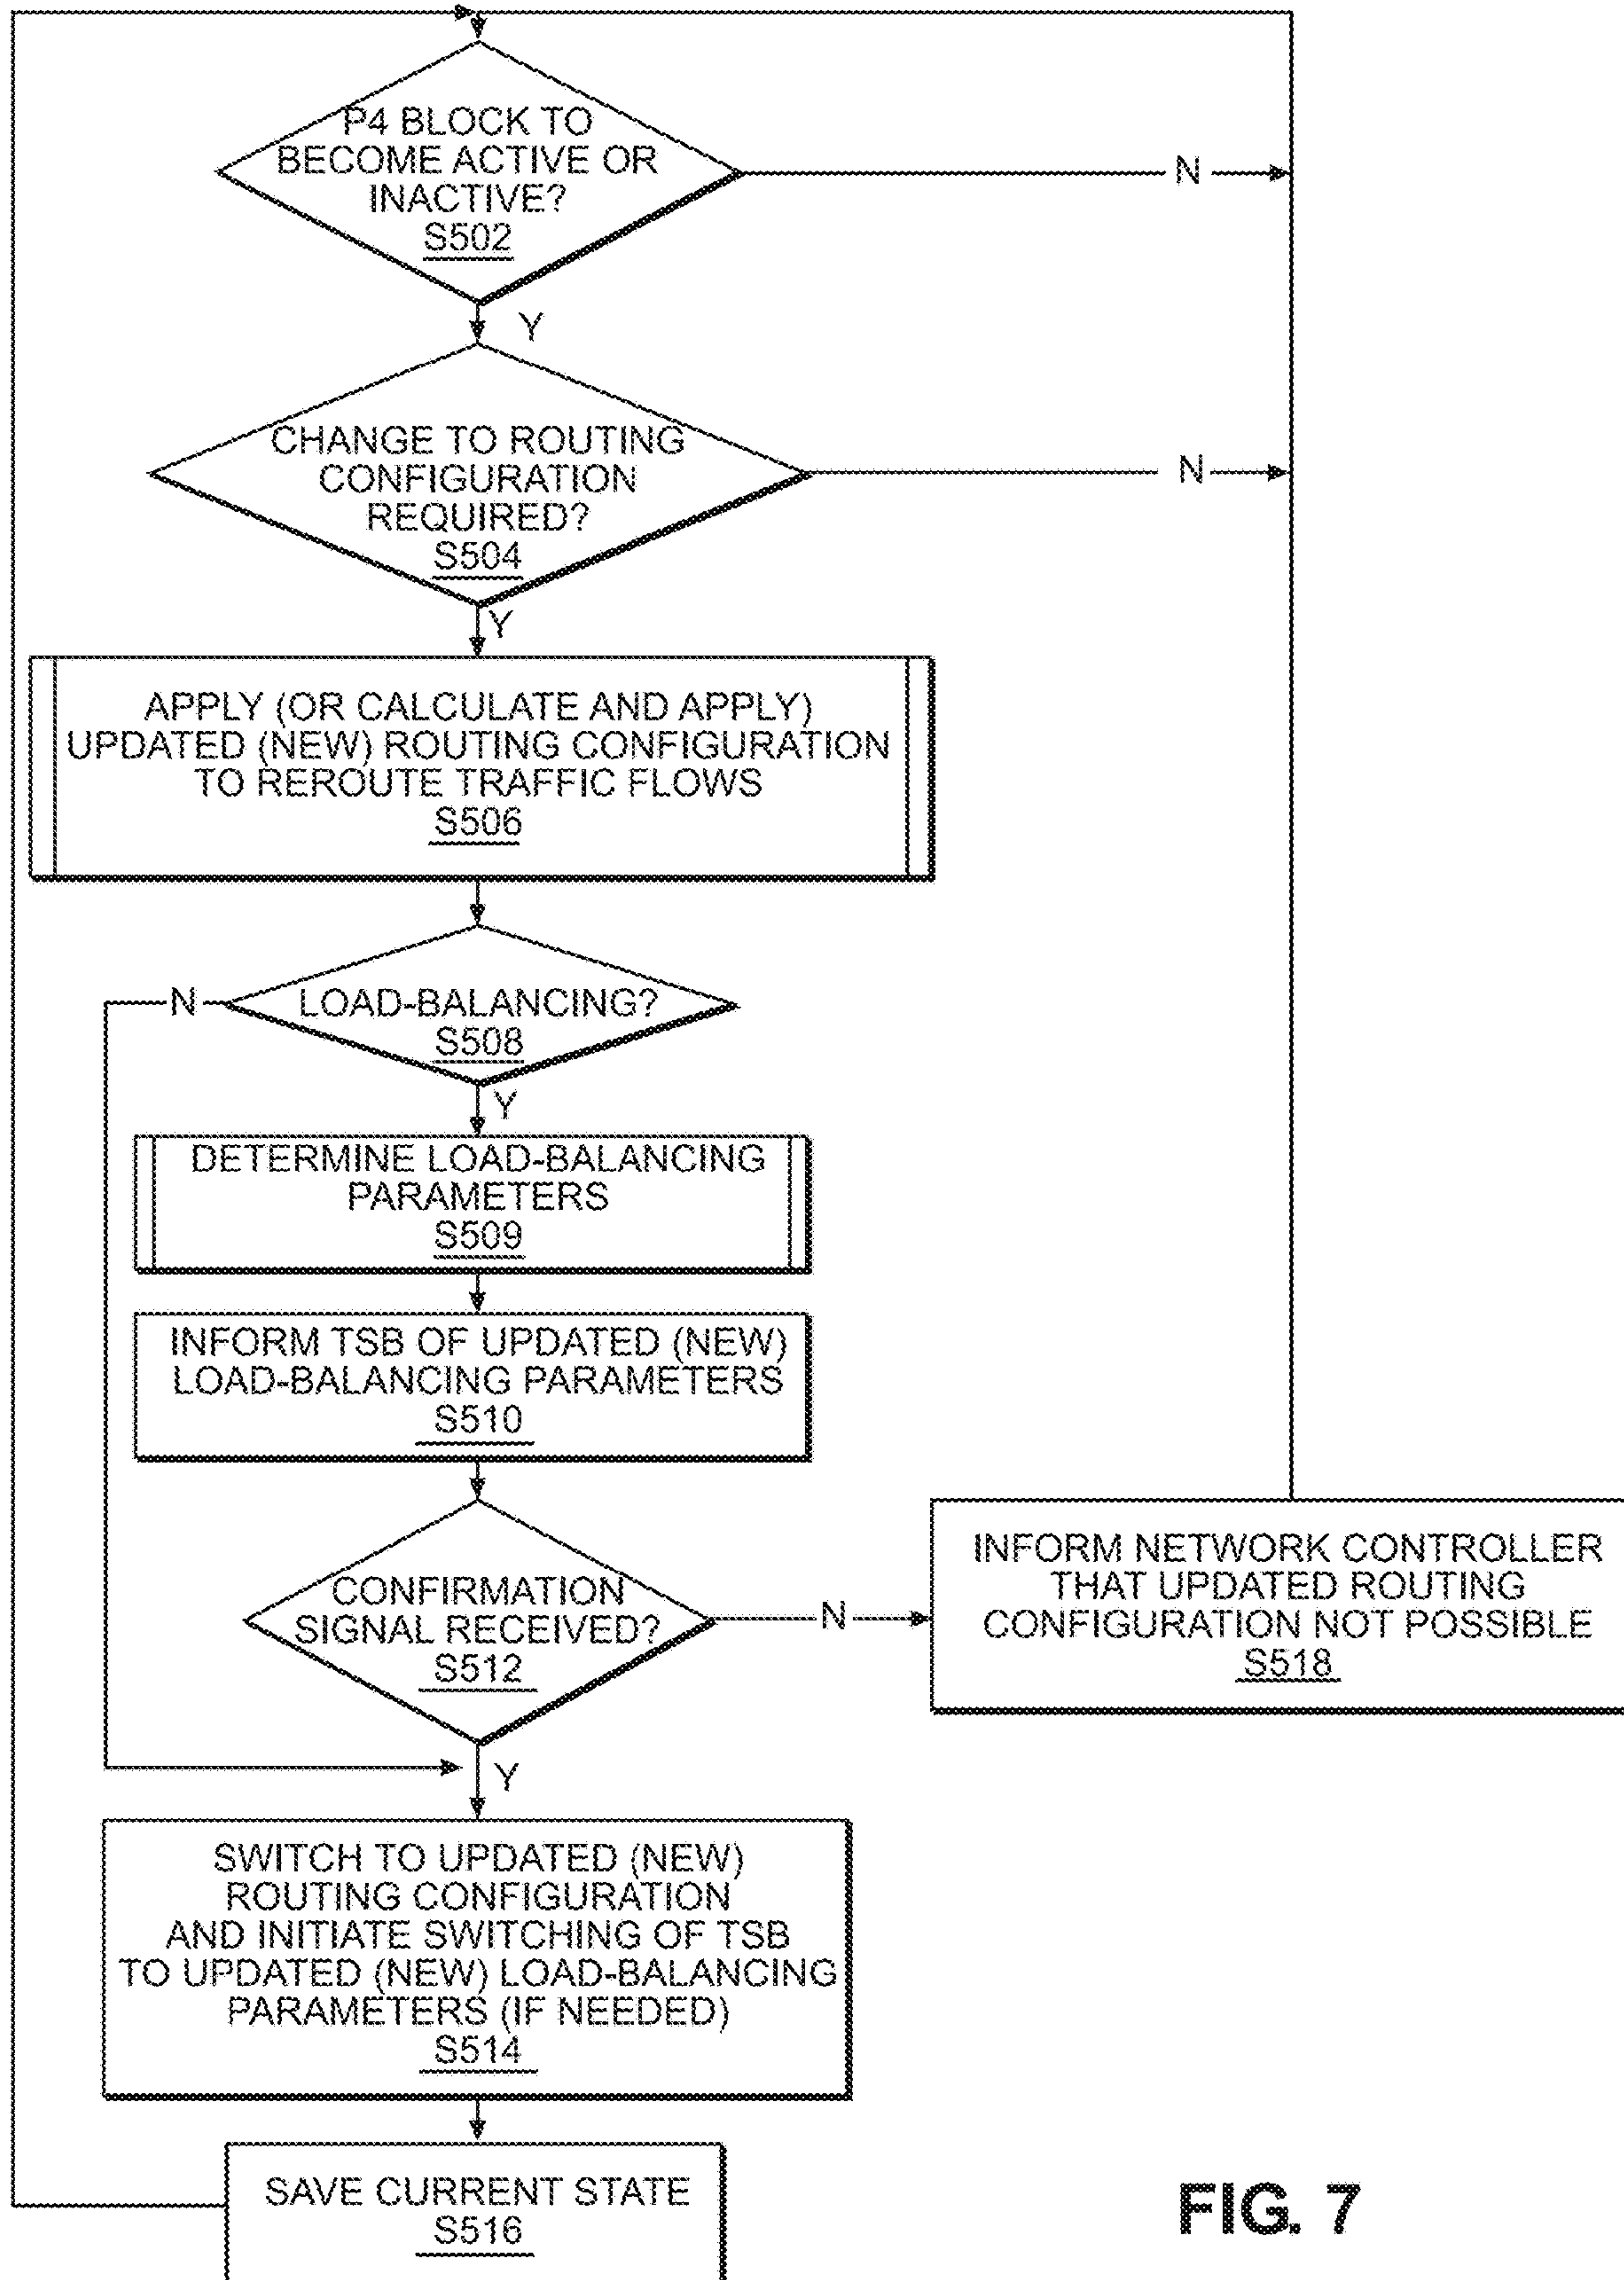 P4 BLOCK TO
BECOME ACTIVE OR
INACTIVE?
S502
N
Y
CHANGE TO ROUTING
CONFIGURATION
REQUIRED?
S504
N
Y
APPLY (OR CALCULATE AND APPLY)
UPDATED (NEW) ROUTING CONFIGURATION
TO REROUTE TRAFFIC FLOWS
S506
N
LOAD-BALANCING?
S508
Y
DETERMINE LOAD-BALANCING
PARAMETERS
S509
INFORM TSB OF UPDATED (NEW)
LOAD-BALANCING PARAMETERS
S510
CONFIRMATION
SIGNAL RECEIVED?
S512
N
INFORM NETWORK CONTROLLER
THAT UPDATED ROUTING
CONFIGURATION NOT POSSIBLE
S518
Y
SWITCH TO UPDATED (NEW)
ROUTING CONFIGURATION
AND INITIATE SWITCHING OF TSB
TO UPDATED (NEW) LOAD-BALANCING
PARAMETERS (IF NEEDED)
S514
SAVE CURRENT STATE
S516
FIG. 7